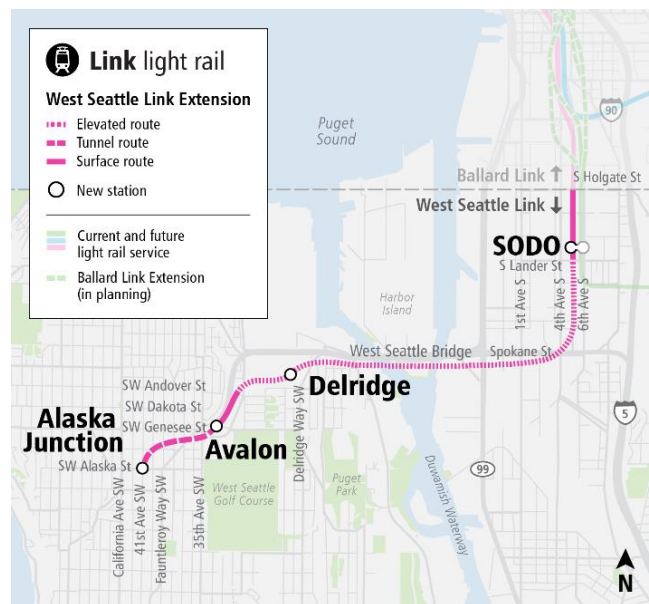 Link light rail
West Seattle Link Extension
Elevated route
Tunnel route
Surface route
New station
Current and future
light rail service
Ballard Link Extension
(in planning)
Puget
Sound
90
Ballard Link ↑
S Holgate St
West Seattle Link ↓
SODO
S Lander St
1st Ave S
4th Ave S
6th Ave S
Harbor
Island
West Seattle Bridge
Spokane St
SW Andover St
Delridge
SW Dakota St
Alaska
Junction
SW Genesee St
Avalon
5
SW Alaska St
Delridge Way SW
California Ave SW
41st Ave SW
Fauntleroy Way SW
35th Ave SW
West Seattle
Golf Course
Puget
Park
Duwamish Waterway
99
N